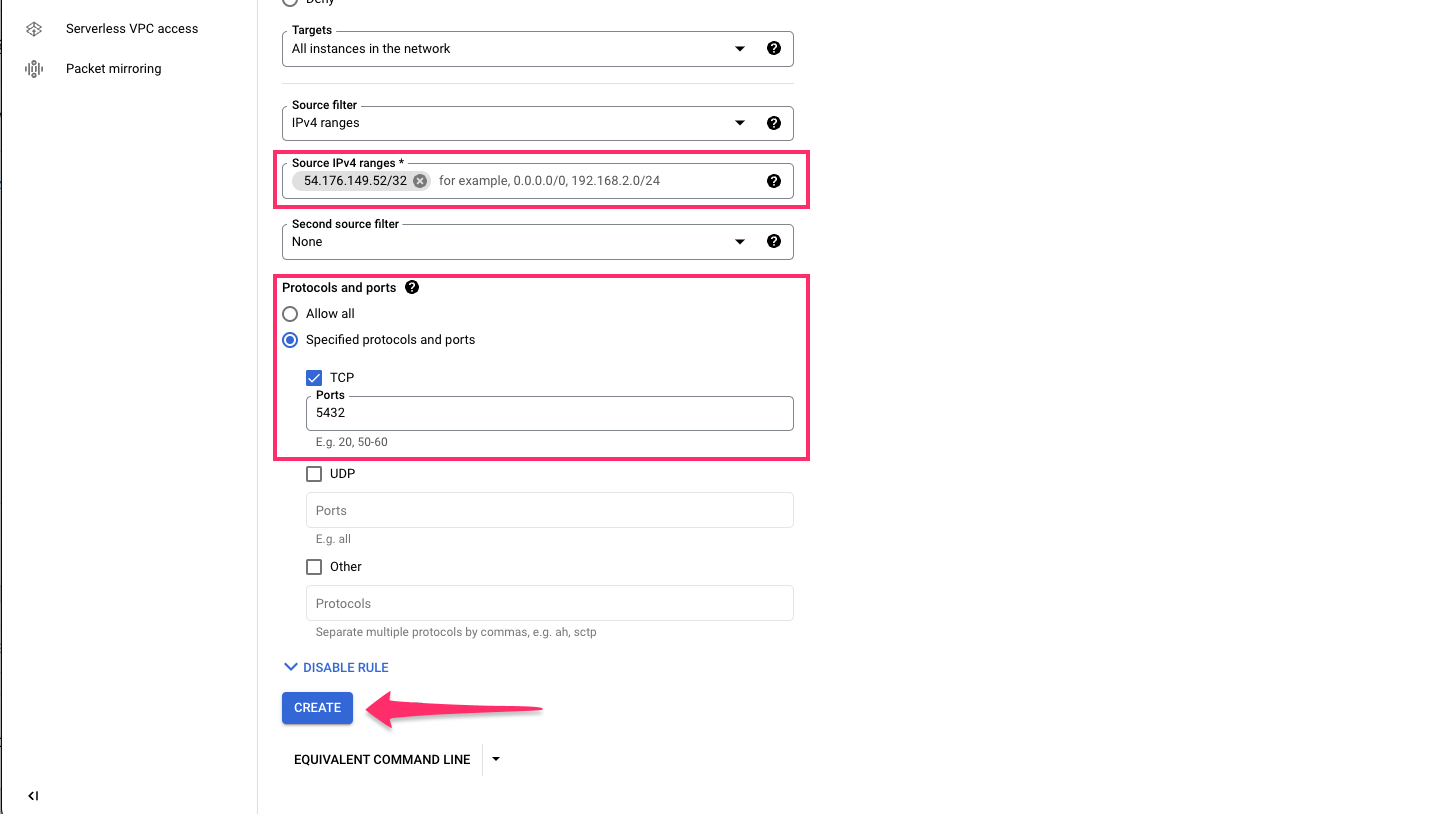 Serverless VPC access
Packet mirroring
Deny
Targets
All instances in the network
Source filter
IPv4 ranges
Source IPv4 ranges *
54.176.149.52/32 for example, 0.0.0.0/0, 192.168.2.0/24
Second source filter
None
Protocols and ports
Allow all
Specified protocols and ports
TCP
Ports
5432
E.g. 20, 50-60
UDP
Ports
E.g. all
Other
Protocols
Separate multiple protocols by commas, e.g. ah, sctp
DISABLE RULE
CREATE
EQUIVALENT COMMAND LINE